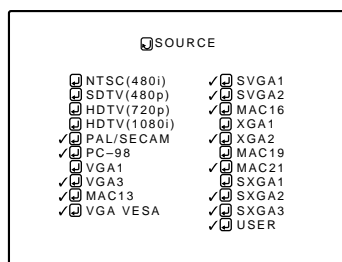 SOURCE
NTSC(480i)
SDTV(480p)
HDTV(720p)
HDTV(1080i)
✓ PAL/SECAM
✓ PC–98
VGA1
✓ VGA3
✓ MAC13
✓ VGA VESA
✓ SVGA1
✓ SVGA2
✓ MAC16
XGA1
✓ XGA2
MAC19
✓ MAC21
SXGA1
✓ SXGA2
✓ SXGA3
✓ USER